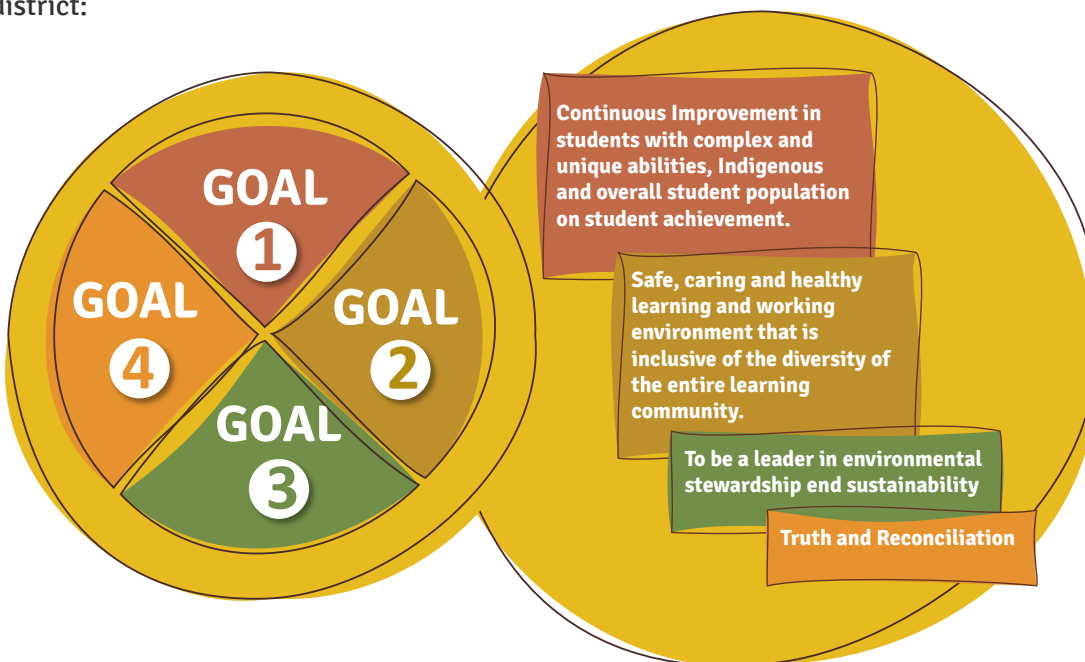 district:
GOAL
1
GOAL
2
GOAL
3
GOAL
4
Continuous Improvement in
students with complex and
unique abilities, Indigenous
and overall student population
on student achievement.
Safe, caring and healthy
learning and working
environment that is
inclusive of the diversity of
the entire learning
community.
To be a leader in environmental
stewardship end sustainability
Truth and Reconciliation